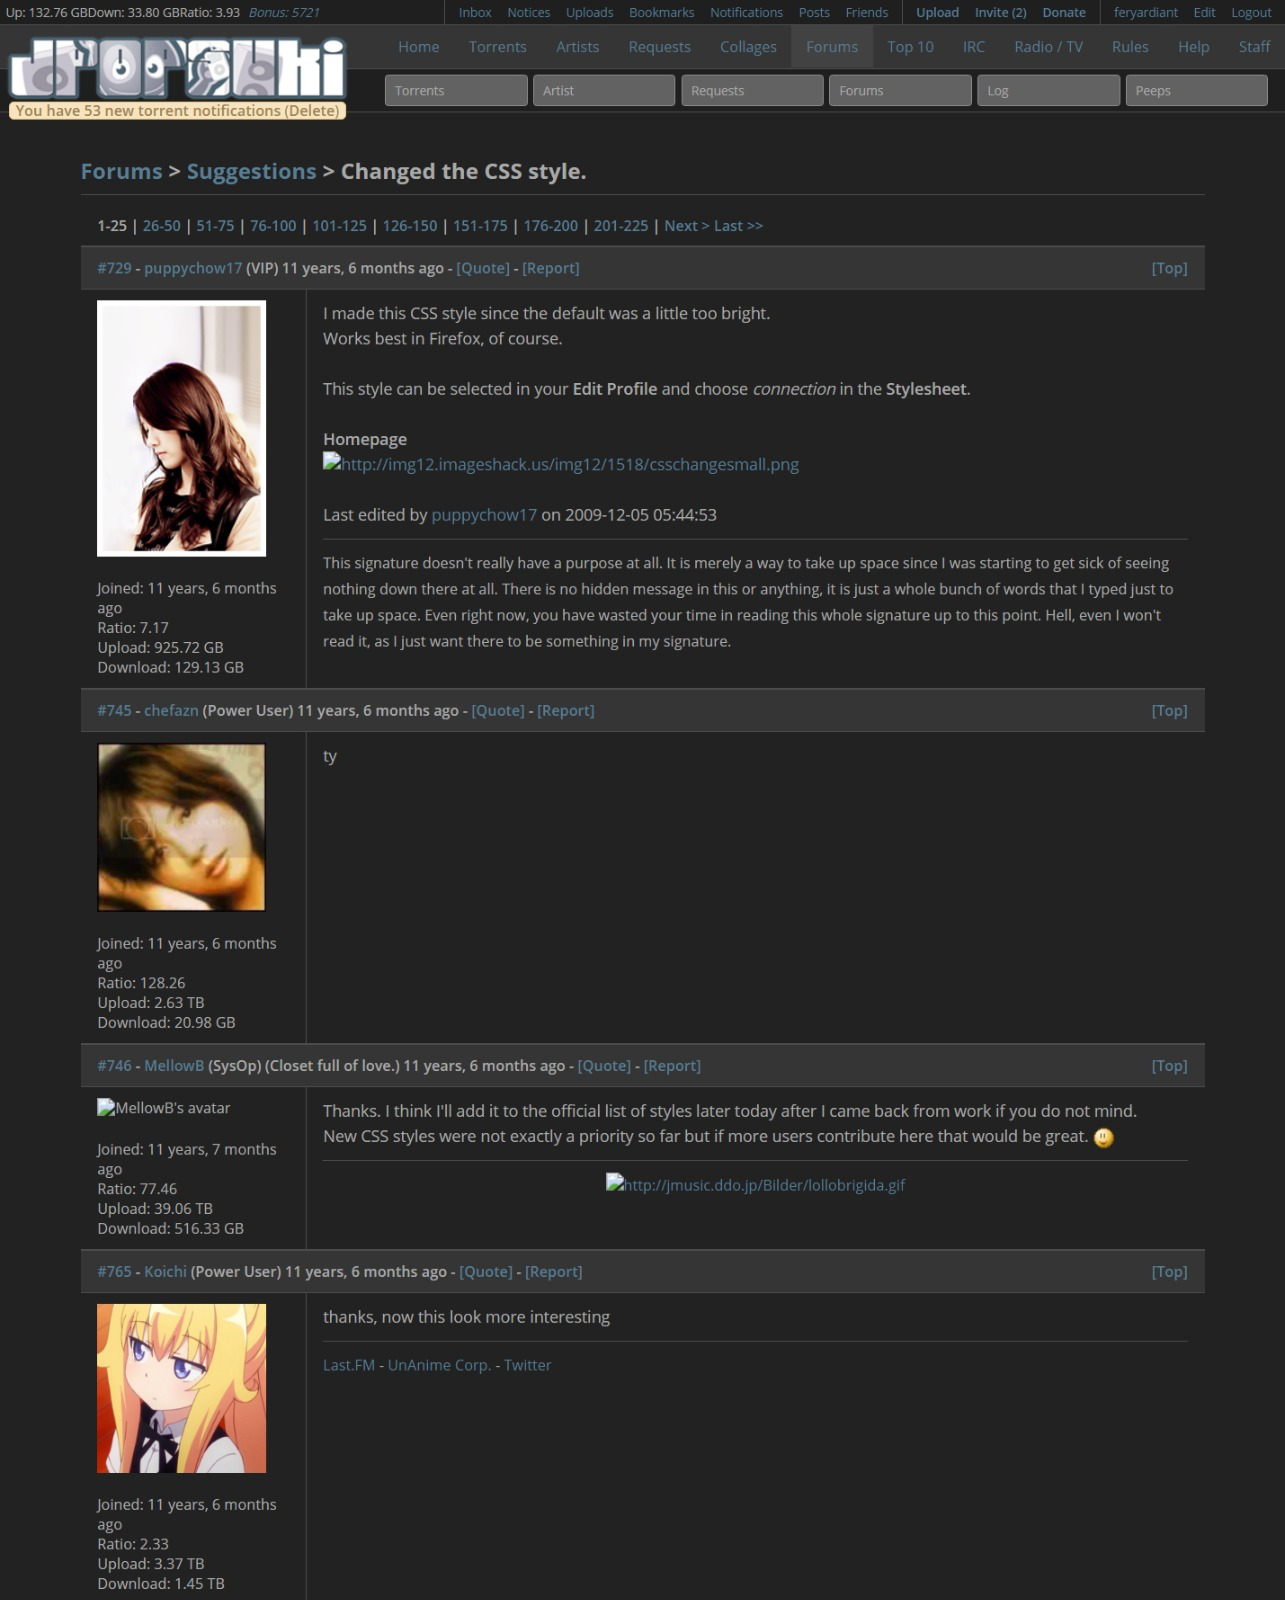 Up: 132.76 GBDown: 33.80 GBRatio: 3.93 Bonus: 5721 Inbox Notices Uploads Bookmarks Notifications Posts Friends Upload Invite (2) Donate feryardiant Edit Logout
jpopsuki Home Torrents Artists Requests Collages Forums Top 10 IRC Radio / TV Rules Help Staff
Torrents Artist Requests Forums Log Peeps
You have 53 new torrent notifications (Delete)
Forums > Suggestions > Changed the CSS style.
1-25 | 26-50 | 51-75 | 76-100 | 101-125 | 126-150 | 151-175 | 176-200 | 201-225 | Next > Last >>
#729 - puppychow17 (VIP) 11 years, 6 months ago - [Quote] - [Report] [Top]
I made this CSS style since the default was a little too bright.
Works best in Firefox, of course.
This style can be selected in your Edit Profile and choose connection in the Stylesheet.
Homepage
http://img12.imageshack.us/img12/1518/csschangesmall.png
Last edited by puppychow17 on 2009-12-05 05:44:53
This signature doesn't really have a purpose at all. It is merely a way to take up space since I was starting to get sick of seeing
nothing down there at all. There is no hidden message in this or anything, it is just a whole bunch of words that I typed just to
take up space. Even right now, you have wasted your time in reading this whole signature up to this point. Hell, even I won't
read it, as I just want there to be something in my signature.
Joined: 11 years, 6 months
ago
Ratio: 7.17
Upload: 925.72 GB
Download: 129.13 GB
#745 - chefazn (Power User) 11 years, 6 months ago - [Quote] - [Report] [Top]
ty
Joined: 11 years, 6 months
ago
Ratio: 128.26
Upload: 2.63 TB
Download: 20.98 GB
#746 - MellowB (SysOp) (Closet full of love.) 11 years, 6 months ago - [Quote] - [Report] [Top]
MellowB's avatar
Joined: 11 years, 7 months
ago
Ratio: 77.46
Upload: 39.06 TB
Download: 516.33 GB
Thanks. I think I'll add it to the official list of styles later today after I came back from work if you do not mind.
New CSS styles were not exactly a priority so far but if more users contribute here that would be great.
http://jmusic.ddo.jp/Bilder/lollobrigida.gif
#765 - Koichi (Power User) 11 years, 6 months ago - [Quote] - [Report] [Top]
thanks, now this look more interesting
Last.FM - UnAnime Corp. - Twitter
Joined: 11 years, 6 months
ago
Ratio: 2.33
Upload: 3.37 TB
Download: 1.45 TB